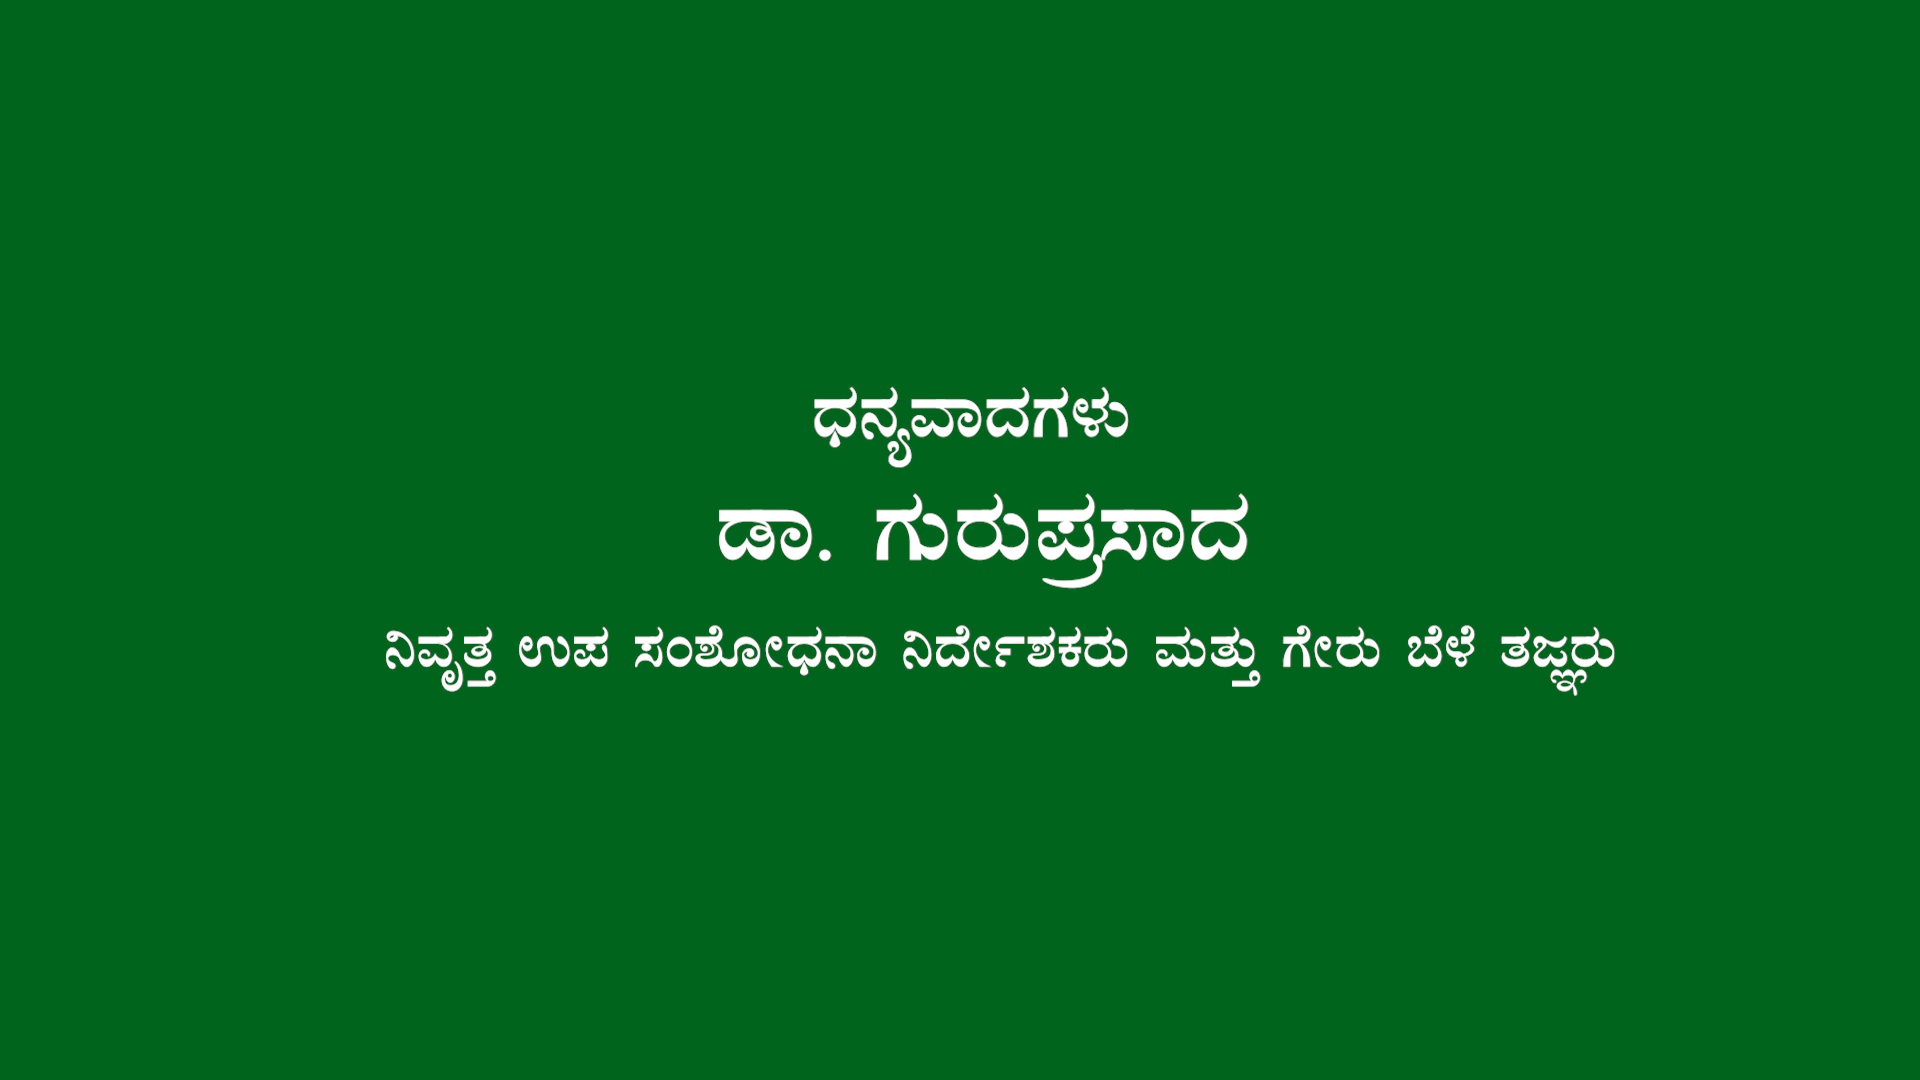 ಧನ್ಯವಾದಗಳು
ಡಾ. ಗುರುಪ್ರಸಾದ
ನಿವೃತ್ತ ಉಪ ಸಂಶೋಧನಾ ನಿರ್ದೇಶಕರು ಮತ್ತು ಗೇರು ಬೆಳೆ ತಜ್ಞರು